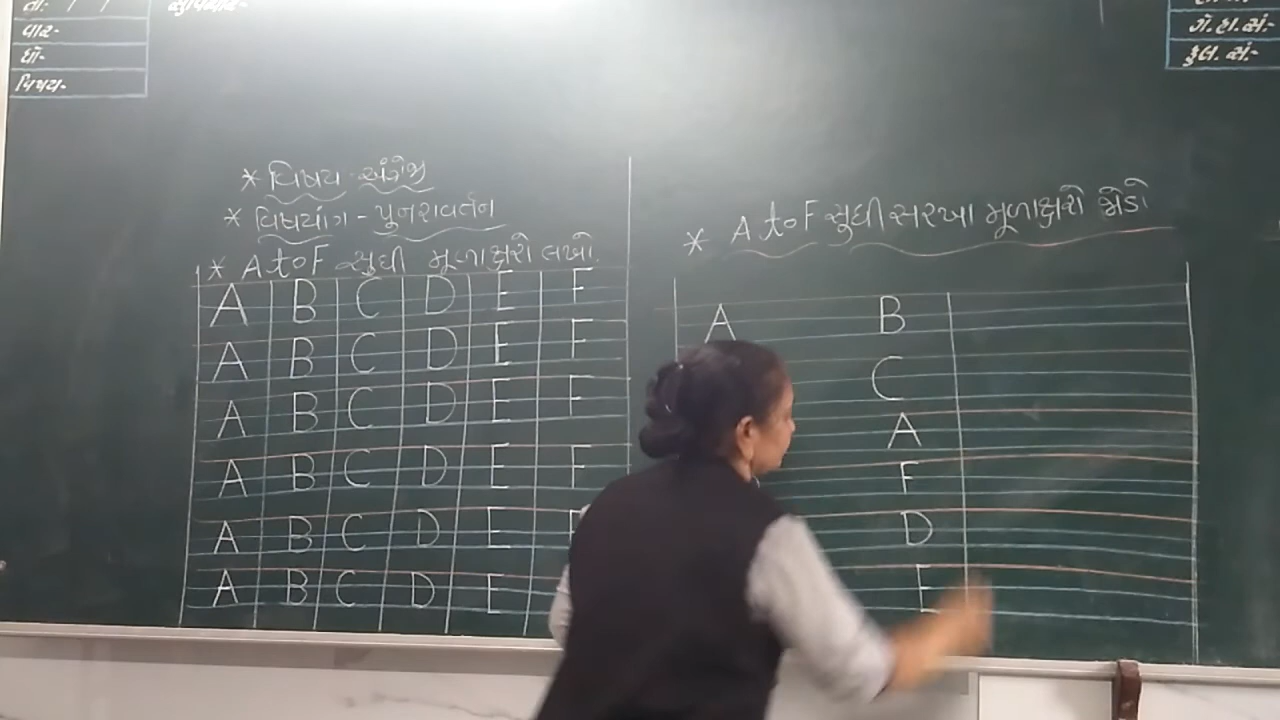 તા:- / /
સુવિચાર:-
વાર:-
ધો:-
વિષય:-
ગે.હા.સં:-
કુલ.સં:-
* વિષય - અંગ્રેજી
* વિષયાંગ - પુનરાવર્તન
* A to F સુધી મૂળાક્ષરો લખો.
A B C D E F
A B C D E F
A B C D E F
A B C D E F
A B C D E
A B C D E
* A to F સુધી સરખા મૂળાક્ષરો જોડો
A B
C
A
F
D
E